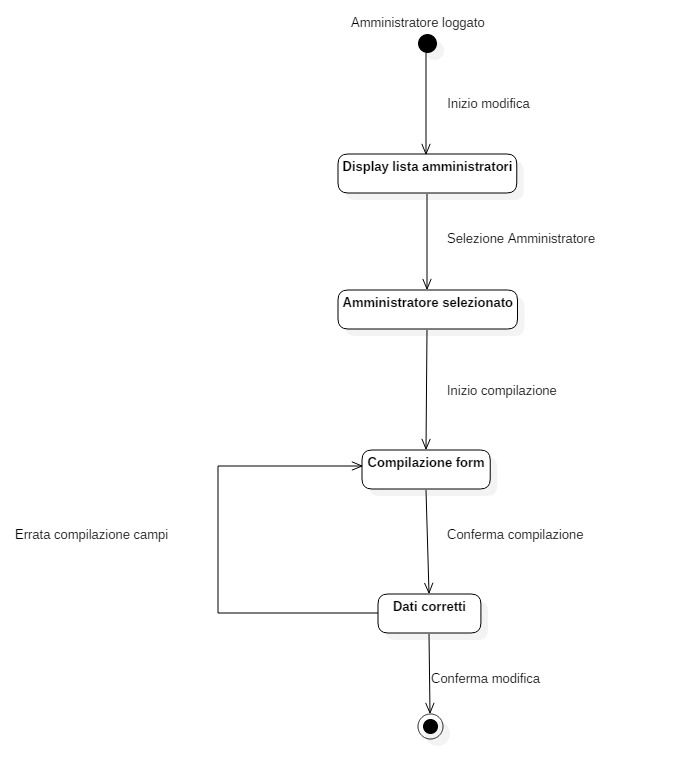 Amministratore loggato
Inizio modifica
Display lista amministratori
Selezione Amministratore
Amministratore selezionato
Inizio compilazione
Compilazione form
Errata compilazione campi
Conferma compilazione
Dati corretti
Conferma modifica